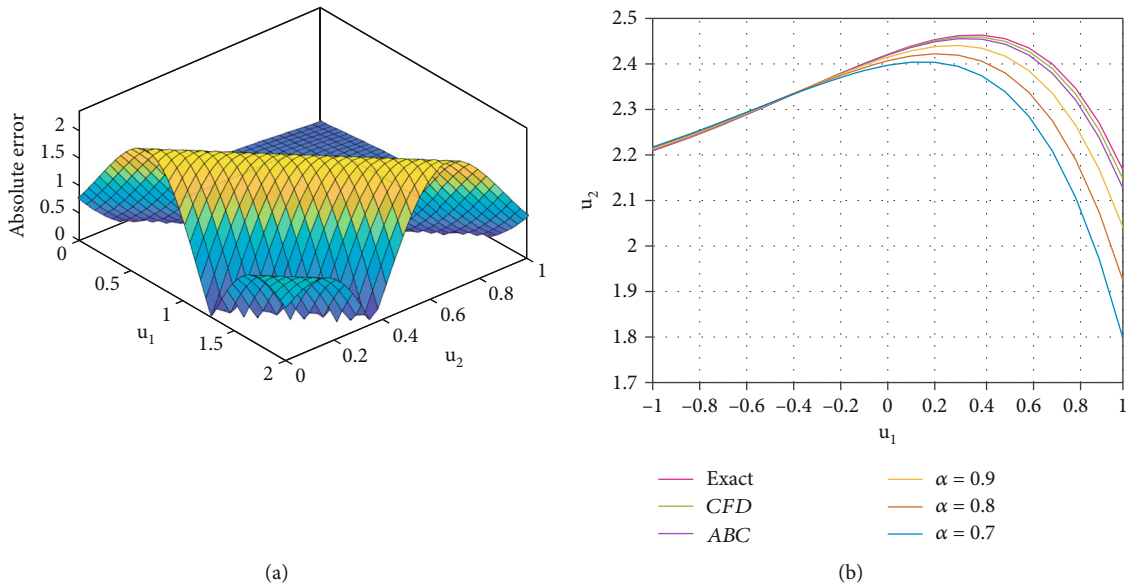 2
1.5
1
0.5
0
Absolute error
0
0.5
1
1.5
2
u1
0
0.2
0.4
0.6
0.8
1
u2
(a)
2.5
2.4
2.3
2.2
2.1
2
1.9
1.8
1.7
u2
–1
–0.8
–0.6
–0.4
–0.2
0
0.2
0.4
0.6
0.8
1
u1
Exact
CFD
ABC
α = 0.9
α = 0.8
α = 0.7
(b)